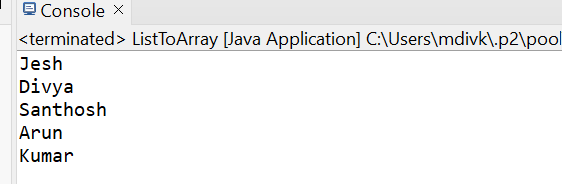 Console
<terminated> ListToArray [Java Application] C:\Users\mdivk\.p2\pool
Jesh
Divya
Santhosh
Arun
Kumar